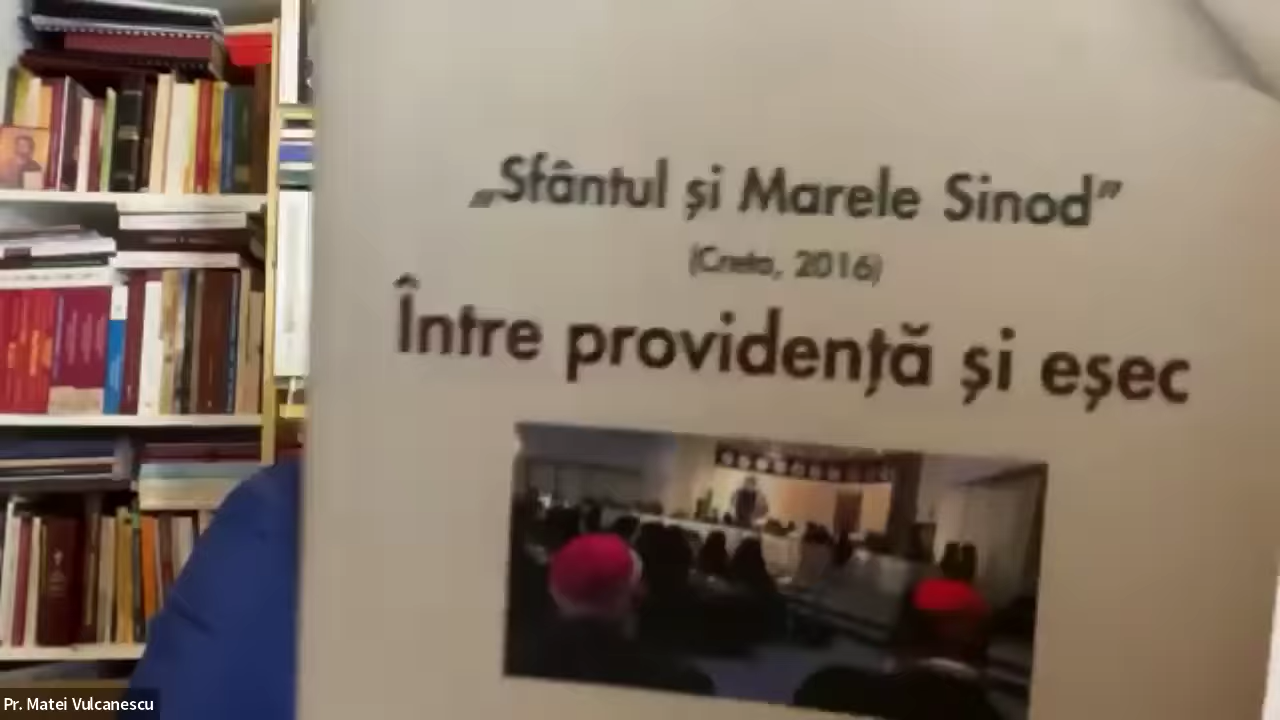 „Sfântul și Marele Sinod”
(Creta, 2016)
Între providență și eșec
Pr. Matei Vulcanescu